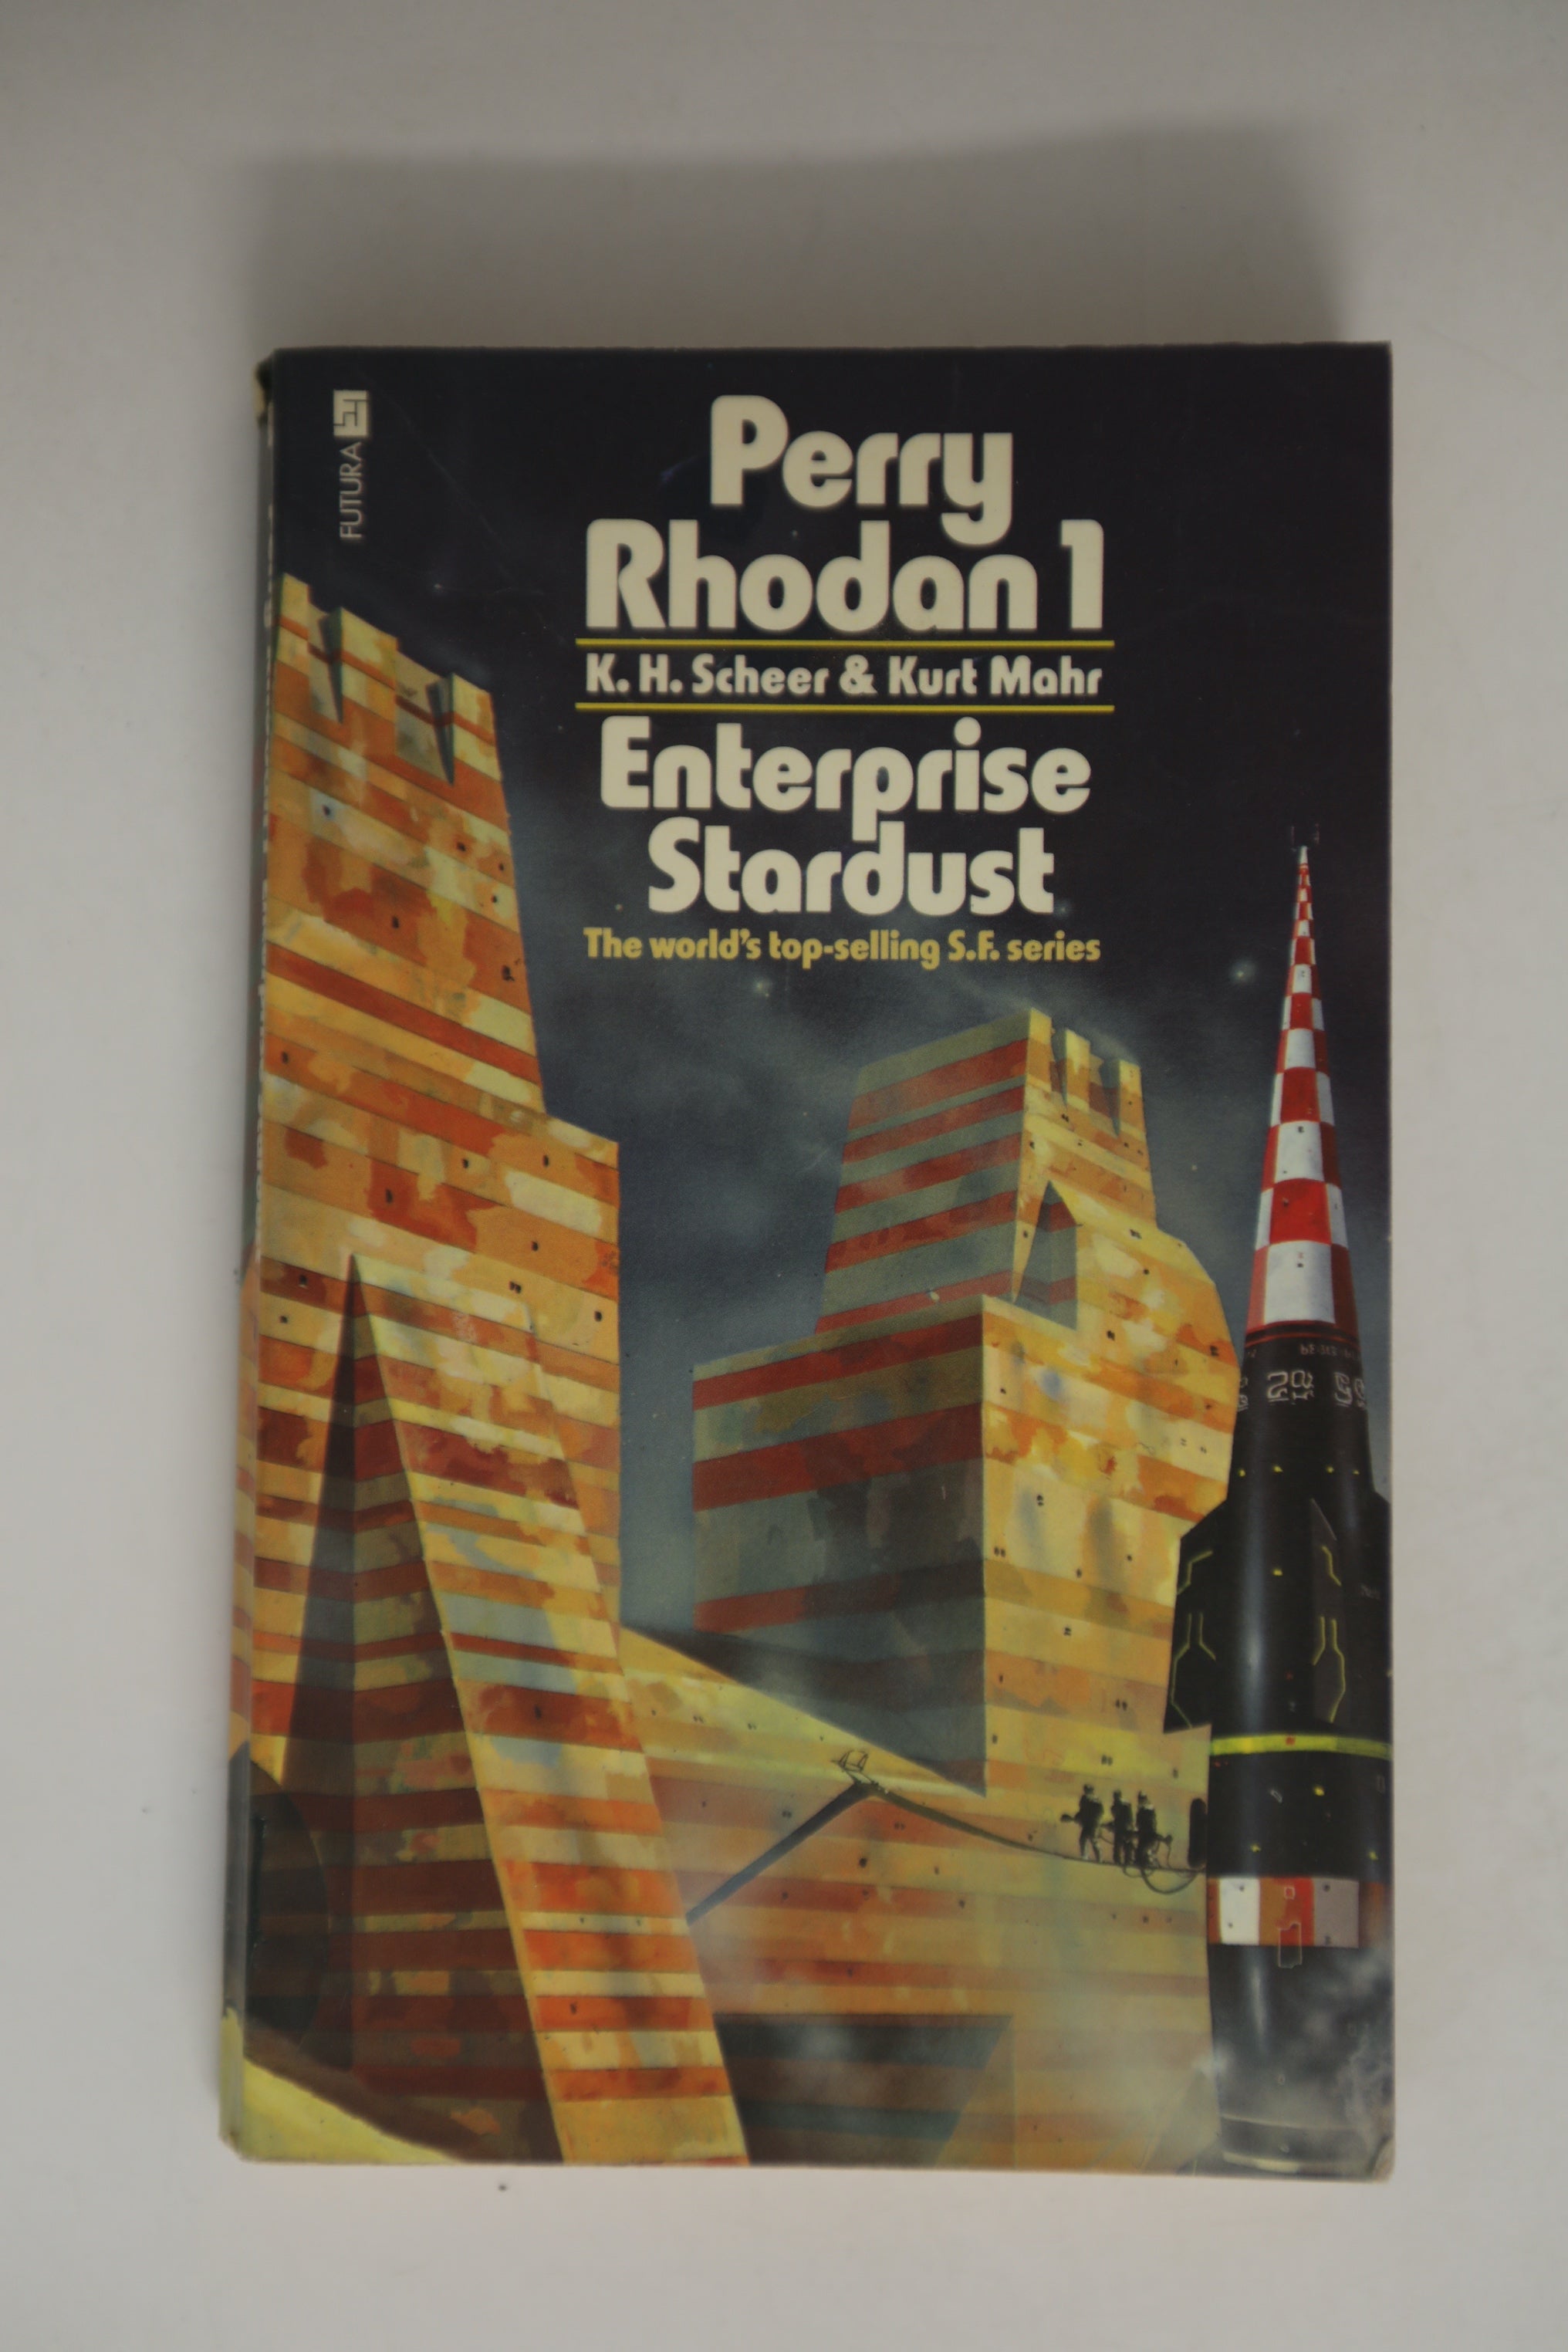 FUTURA
Perry
Rhodan 1
K. H. Scheer & Kurt Mahr
Enterprise
Stardust
The world's top-selling S.F. series